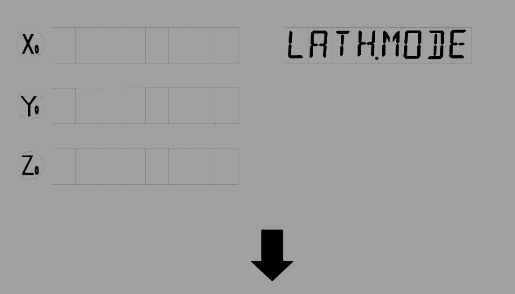 X₀ LATH.MODE
Y₀
Z₀